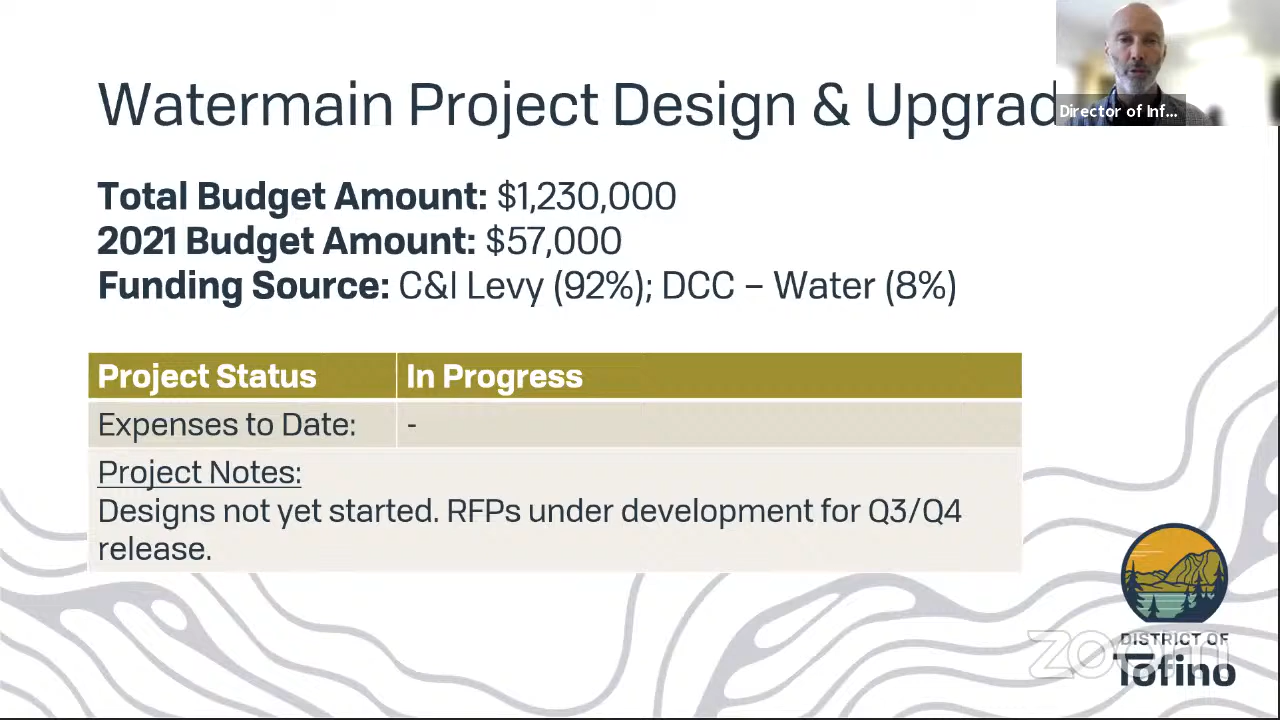 Watermain Project Design & Upgrad
Director of Inf...
Total Budget Amount: $1,230,000
2021 Budget Amount: $57,000
Funding Source: C&I Levy (92%); DCC – Water (8%)
Project Status In Progress
Expenses to Date: -
Project Notes:
Designs not yet started. RFPs under development for Q3/Q4
release.
DISTRICT OF
Tofino
zoom